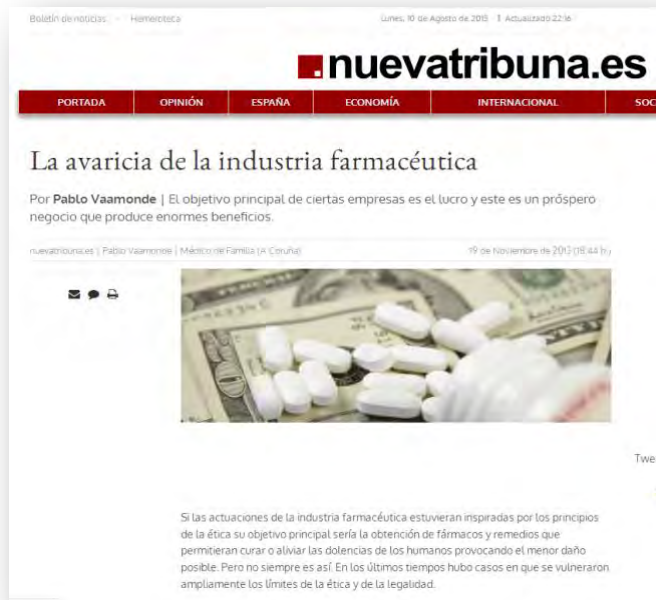 Boletín de noticias
Hemeroteca
Lunes, 10 de Agosto de 2015 | Actualizado 22:16
.nuevatribuna.es
PORTADA OPINIÓN ESPAÑA ECONOMÍA INTERNACIONAL SOC
La avaricia de la industria farmacéutica
Por Pablo Vaamonde | El objetivo principal de ciertas empresas es el lucro y este es un próspero
negocio que produce enormes beneficios.
nuevatribuna.es | Pablo Vaamonde | Médico de Familia (A Coruña)
19 de Noviembre de 2013 (18:44 h.)
Twe
Si las actuaciones de la industria farmacéutica estuvieran inspiradas por los principios
de la ética su objetivo principal sería la obtención de fármacos y remedios que
permitieran curar o aliviar las dolencias de los humanos provocando el menor daño
posible. Pero no siempre es así. En los últimos tiempos hubo casos en que se vulneraron
ampliamente los límites de la ética y de la legalidad.